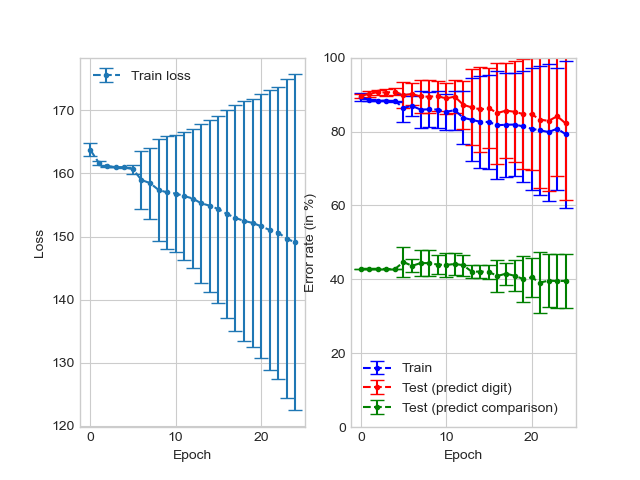 Train loss
170
160
150
140
130
120
0
10
20
Loss
Epoch
100
80
60
40
20
0
0
10
20
Error rate (in %)
Epoch
Train
Test (predict digit)
Test (predict comparison)